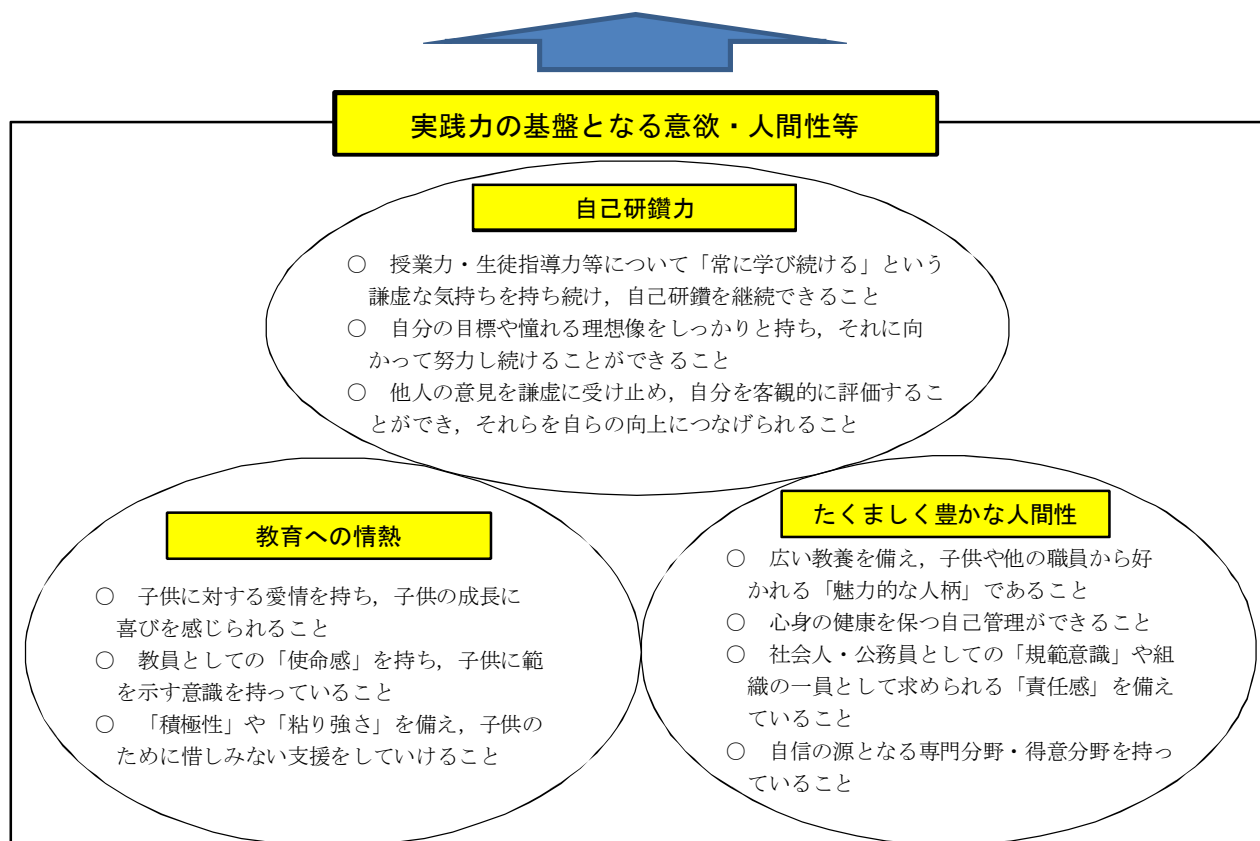 実践力の基盤となる意欲・人間性等
自己研鑽力
○　授業力・生徒指導力等について「常に学び続ける」という
謙虚な気持ちを持ち続け，自己研鑽を継続できること
○　自分の目標や憧れる理想像をしっかりと持ち，それに向
かって努力し続けることができること
○　他人の意見を謙虚に受け止め，自分を客観的に評価するこ
とができ，それらを自らの向上につなげられること
教育への情熱
○　子供に対する愛情を持ち，子供の成長に
喜びを感じられること
○　教員としての「使命感」を持ち，子供に範
を示す意識を持っていること
○　「積極性」や「粘り強さ」を備え，子供の
ために惜しみない支援をしていけること
たくましく豊かな人間性
○　広い教養を備え，子供や他の職員から好
かれる「魅力的な人柄」であること
○　心身の健康を保つ自己管理ができること
○　社会人・公務員としての「規範意識」や組
織の一員として求められる「責任感」を備え
ていること
○　自信の源となる専門分野・得意分野を持っ
ていること